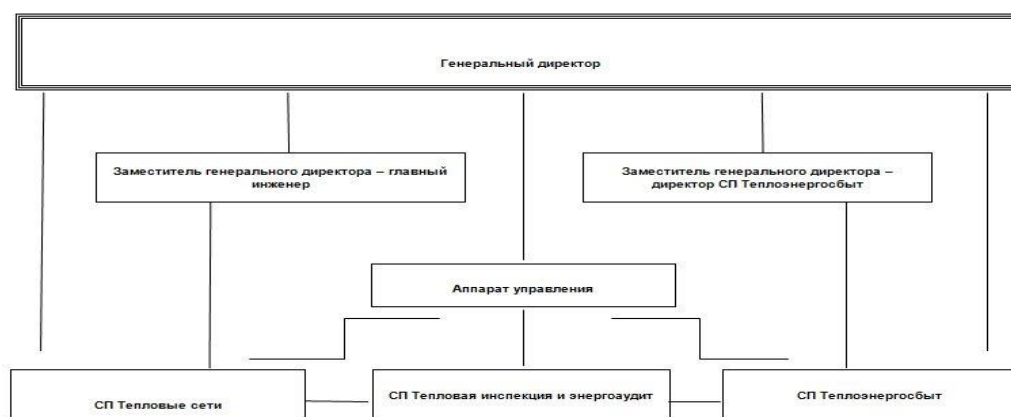 Генеральный директор
Заместитель генерального директора – главный
инженер
Заместитель генерального директора –
директор СП Теплоэнергосбыт
Аппарат управления
СП Тепловые сети
СП Тепловая инспекция и энергоаудит
СП Теплоэнергосбыт